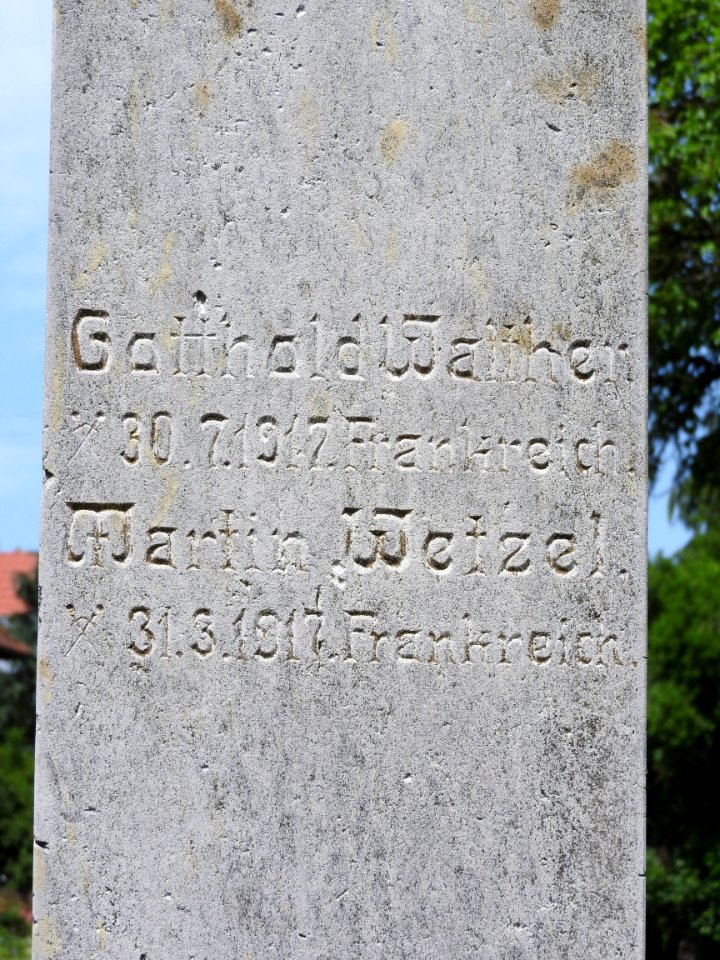 Gotthold Walther
⚔ 30.7.1917. Frankreich.
Martin Wetzel.
⚔ 31.3.1917. Frankreich.